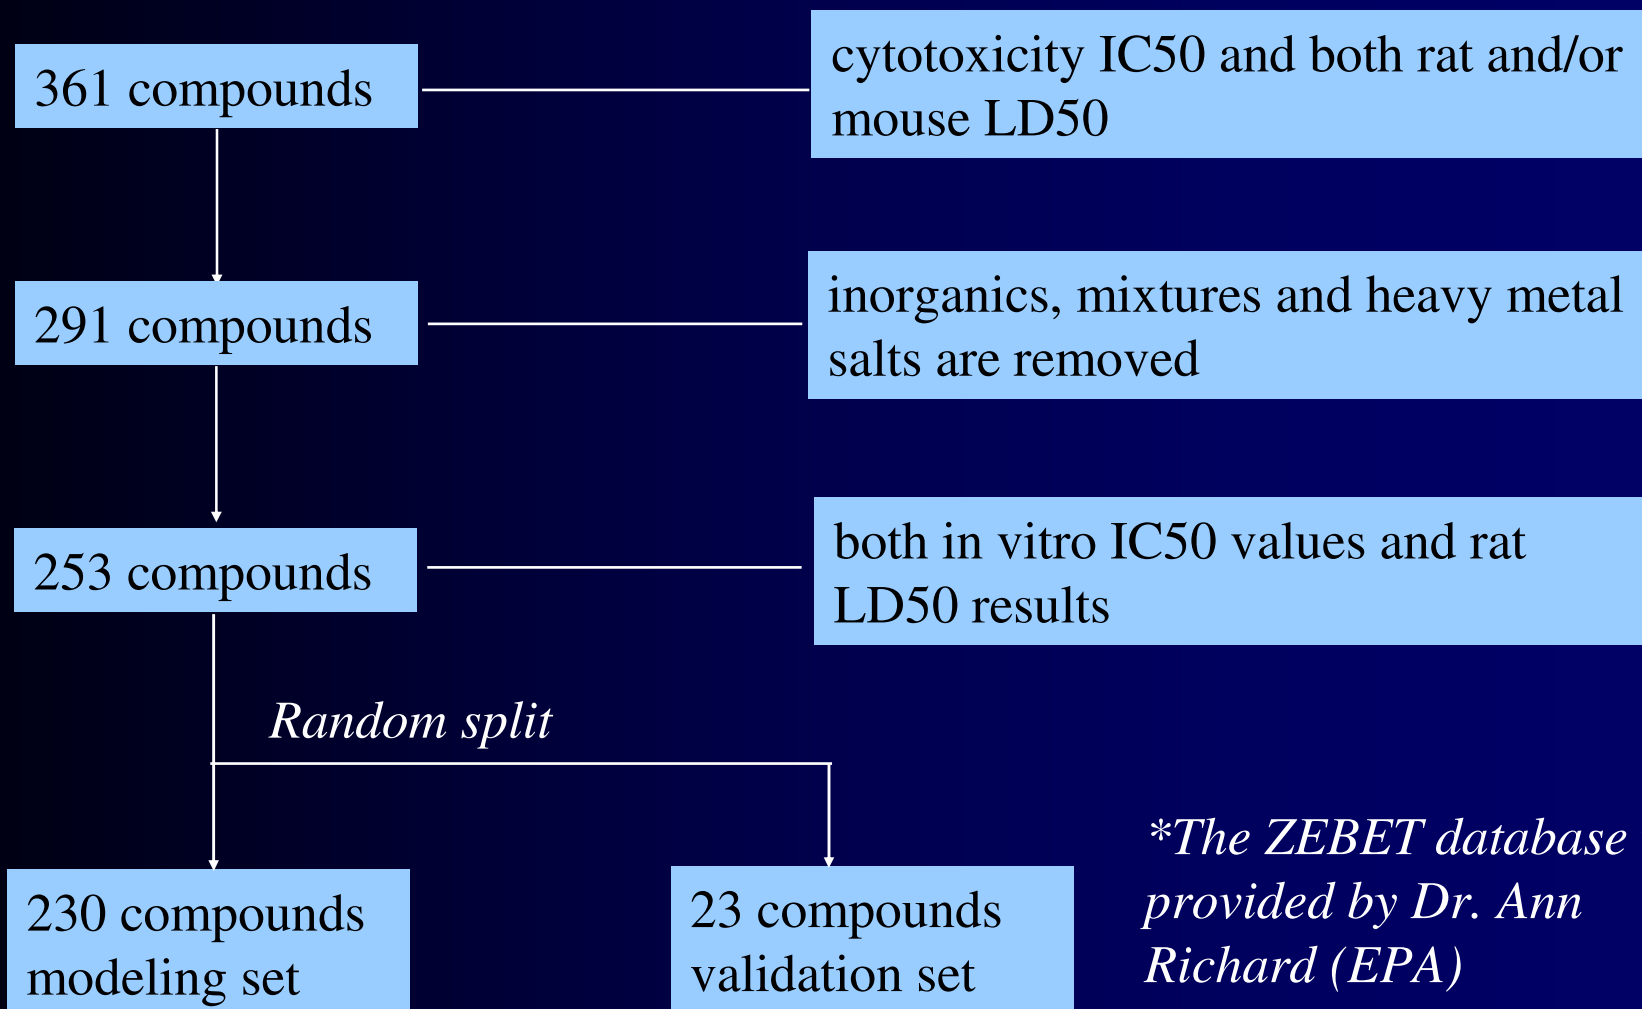 361 compounds
cytotoxicity IC50 and both rat and/or
mouse LD50
291 compounds
inorganics, mixtures and heavy metal
salts are removed
253 compounds
both in vitro IC50 values and rat
LD50 results
Random split
230 compounds
modeling set
23 compounds
validation set
*The ZEBET database
provided by Dr. Ann
Richard (EPA)